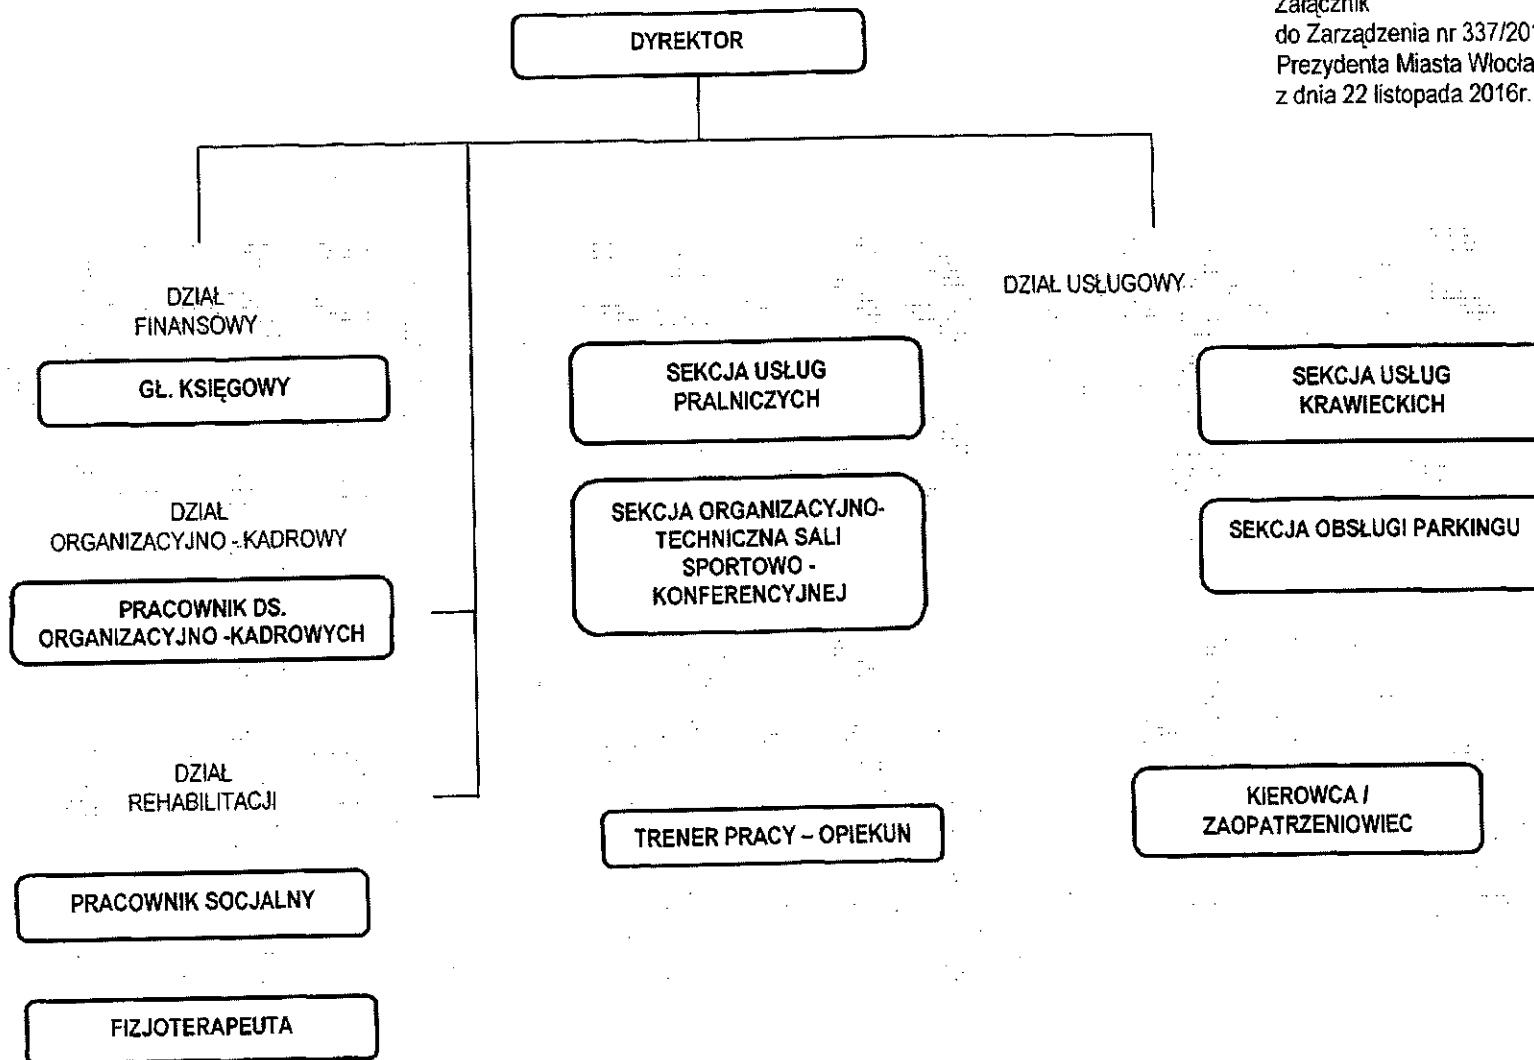 Załącznik
do Zarządzenia nr 337/201
Prezydenta Miasta Włocła
z dnia 22 listopada 2016r.
DYREKTOR
DZIAŁ
FINANSOWY
GŁ. KSIĘGOWY
DZIAŁ
ORGANIZACYJNO - KADROWY
PRACOWNIK DS.
ORGANIZACYJNO -KADROWYCH
DZIAŁ
REHABILITACJI
PRACOWNIK SOCJALNY
FIZJOTERAPEUTA
DZIAŁ USŁUGOWY
SEKCJA USŁUG
PRALNICZYCH
SEKCJA USŁUG
KRAWIECKICH
SEKCJA ORGANIZACYJNO-
TECHNICZNA SALI
SPORTOWO -
KONFERENCYJNEJ
SEKCJA OBSŁUGI PARKINGU
TRENER PRACY – OPIEKUN
KIEROWCA /
ZAOPATRZENIOWIEC